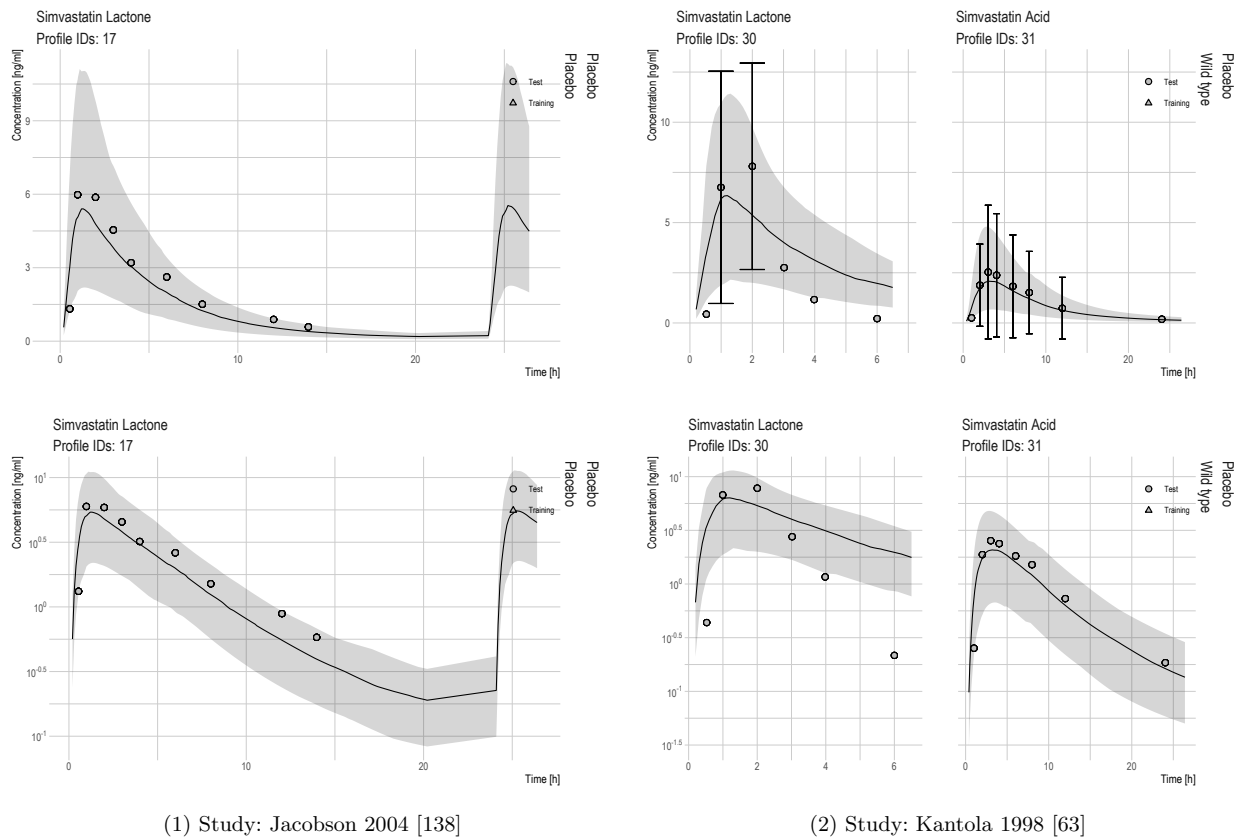 Simvastatin Lactone
Profile IDs: 17
Concentration [ng/ml]
9
6
3
0
0
10
20
Time [h]
Test
Training
Placebo
Placebo
Simvastatin Lactone
Profile IDs: 30
Concentration [ng/ml]
10
5
0
0
2
4
6
Simvastatin Acid
Profile IDs: 31
Test
Training
0
10
20
Time [h]
Placebo
Wild type
Simvastatin Lactone
Profile IDs: 17
Concentration [ng/ml]
10^1
10^0.5
10^0
10^-0.5
10^-1
0
10
20
Time [h]
Test
Training
Placebo
Placebo
Simvastatin Lactone
Profile IDs: 30
Concentration [ng/ml]
10^1
10^0.5
10^0
10^-0.5
10^-1
10^-1.5
0
2
4
6
Simvastatin Acid
Profile IDs: 31
Test
Training
0
10
20
Time [h]
Placebo
Wild type
(1) Study: Jacobson 2004 [138]
(2) Study: Kantola 1998 [63]